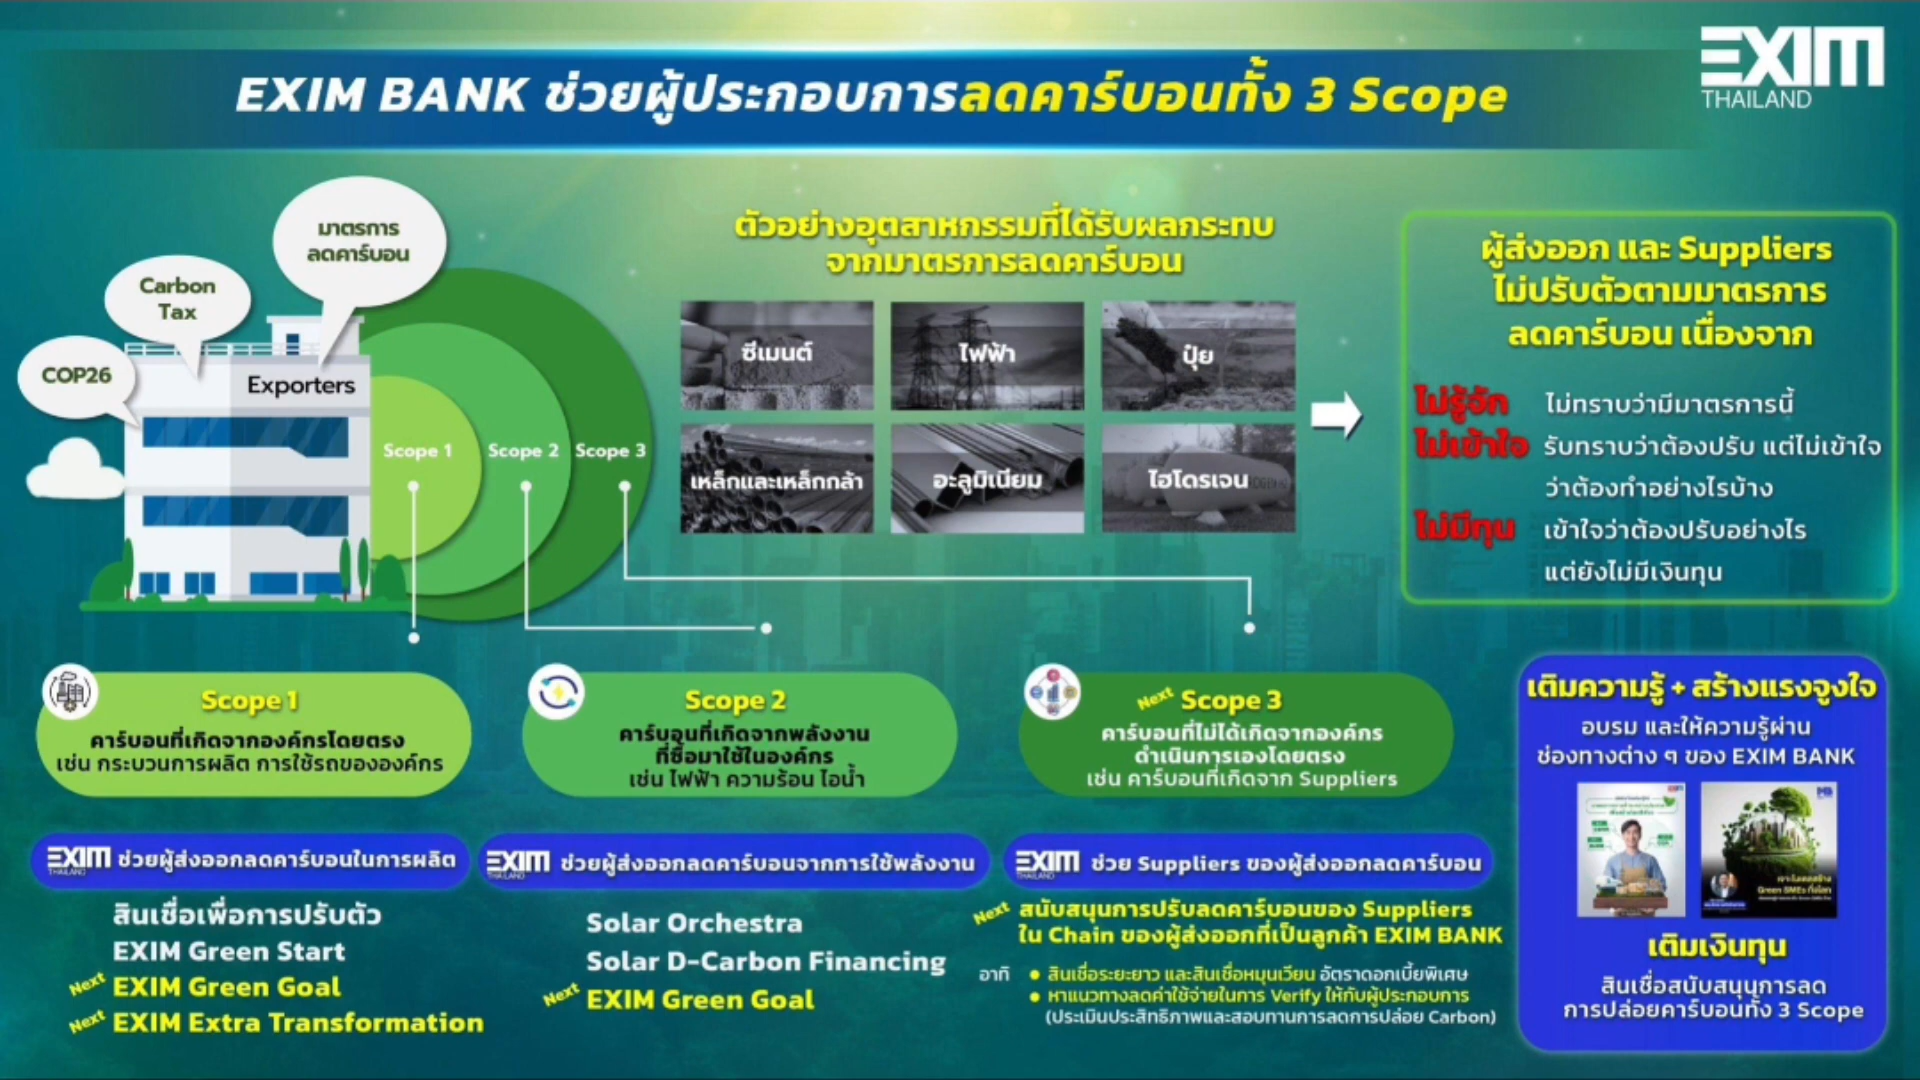 EXIM BANK ช่วยผู้ประกอบการลดคาร์บอนทั้ง 3 Scope
EXIM
THAILAND
มาตรการ
ลดคาร์บอน
Carbon
Tax
COP26
Exporters
Scope 1
Scope 2
Scope 3
ตัวอย่างอุตสาหกรรมที่ได้รับผลกระทบ
จากมาตรการลดคาร์บอน
ซีเมนต์
ไฟฟ้า
ปุ๋ย
เหล็กและเหล็กกล้า
อะลูมิเนียม
ไฮโดรเจน
ผู้ส่งออก และ Suppliers
ไม่ปรับตัวตามมาตรการ
ลดคาร์บอน เนื่องจาก
ไม่รู้จัก ไม่ทราบว่ามีมาตรการนี้
ไม่เข้าใจ รับทราบว่าต้องปรับ แต่ไม่เข้าใจ
ว่าต้องทำอย่างไรบ้าง
ไม่มีทุน เข้าใจว่าต้องปรับอย่างไร
แต่ยังไม่มีเงินทุน
Scope 1
คาร์บอนที่เกิดจากองค์กรโดยตรง
เช่น กระบวนการผลิต การใช้รถขององค์กร
Scope 2
คาร์บอนที่เกิดจากพลังงาน
ที่ซื้อมาใช้ในองค์กร
เช่น ไฟฟ้า ความร้อน ไอน้ำ
Next Scope 3
คาร์บอนที่ไม่ได้เกิดจากองค์กร
ดำเนินการเองโดยตรง
เช่น คาร์บอนที่เกิดจาก Suppliers
EXIM THAILAND ช่วยผู้ส่งออกลดคาร์บอนในการผลิต
สินเชื่อเพื่อการปรับตัว
EXIM Green Start
Next EXIM Green Goal
Next EXIM Extra Transformation
EXIM THAILAND ช่วยผู้ส่งออกลดคาร์บอนจากการใช้พลังงาน
Solar Orchestra
Solar D-Carbon Financing
Next EXIM Green Goal
EXIM THAILAND ช่วย Suppliers ของผู้ส่งออกลดคาร์บอน
Next สนับสนุนการปรับลดคาร์บอนของ Suppliers
ใน Chain ของผู้ส่งออกที่เป็นลูกค้า EXIM BANK
อาทิ • สินเชื่อระยะยาว และสินเชื่อหมุนเวียน อัตราดอกเบี้ยพิเศษ
• หาแนวทางลดค่าใช้จ่ายในการ Verify ให้กับผู้ประกอบการ
(ประเมินประสิทธิภาพและสอบทานการลดการปล่อย Carbon)
เติมความรู้ + สร้างแรงจูงใจ
อบรม และให้ความรู้ผ่าน
ช่องทางต่าง ๆ ของ EXIM BANK
Green SMEs
เติมเงินทุน
สินเชื่อสนับสนุนการลด
การปล่อยคาร์บอนทั้ง 3 Scope